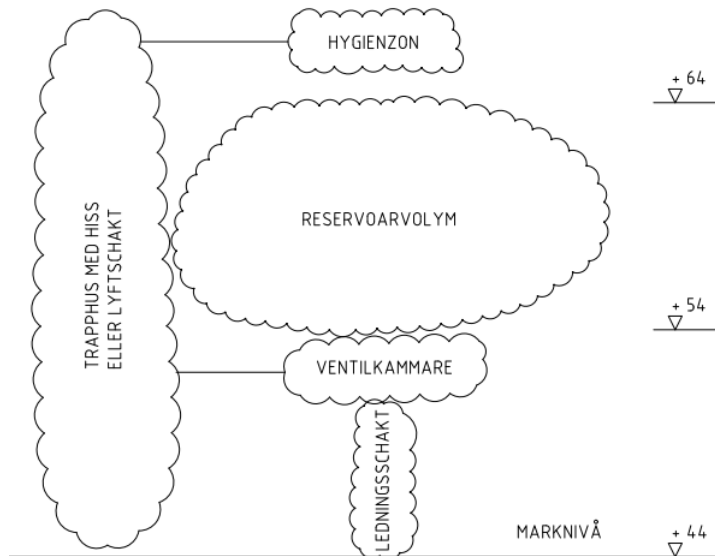 HYGIENZON
+ 64
RESERVOARVOLYM
TRAPPHUS MED HISS
ELLER LYFTSCHAKT
+ 54
VENTILKAMMARE
LEDNINGSSCHAKT
MARKNIVÅ
+ 44